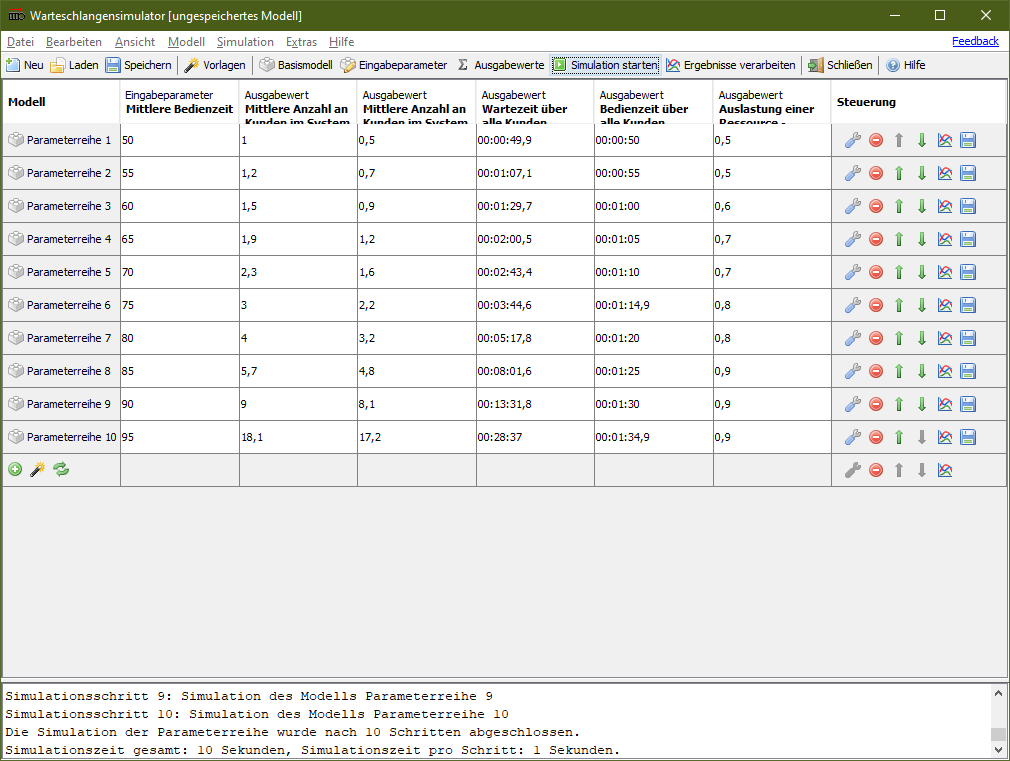 Warteschlangensimulator [ungespeichertes Modell]
Datei Bearbeiten Ansicht Modell Simulation Extras Hilfe Feedback
Neu Laden Speichern Vorlagen Basismodell Eingabeparameter Σ Ausgabewerte Simulation starten Ergebnisse verarbeiten Schließen Hilfe
Modell
Eingabeparameter
Mittlere Bedienzeit
Ausgabewert
Mittlere Anzahl an
Kunden im System
Ausgabewert
Mittlere Anzahl an
Kunden im System
Ausgabewert
Wartezeit über
alle Kunden
Ausgabewert
Bedienzeit über
alle Kunden
Ausgabewert
Auslastung einer
Ressource -
Steuerung
Parameterreihe 1 50 1 0,5 00:00:49,9 00:00:50 0,5
Parameterreihe 2 55 1,2 0,7 00:01:07,1 00:00:55 0,5
Parameterreihe 3 60 1,5 0,9 00:01:29,7 00:01:00 0,6
Parameterreihe 4 65 1,9 1,2 00:02:00,5 00:01:05 0,7
Parameterreihe 5 70 2,3 1,6 00:02:43,4 00:01:10 0,7
Parameterreihe 6 75 3 2,2 00:03:44,6 00:01:14,9 0,8
Parameterreihe 7 80 4 3,2 00:05:17,8 00:01:20 0,8
Parameterreihe 8 85 5,7 4,8 00:08:01,6 00:01:25 0,9
Parameterreihe 9 90 9 8,1 00:13:31,8 00:01:30 0,9
Parameterreihe 10 95 18,1 17,2 00:28:37 00:01:34,9 0,9
Simulationsschritt 9: Simulation des Modells Parameterreihe 9
Simulationsschritt 10: Simulation des Modells Parameterreihe 10
Die Simulation der Parameterreihe wurde nach 10 Schritten abgeschlossen.
Simulationszeit gesamt: 10 Sekunden, Simulationszeit pro Schritt: 1 Sekunden.